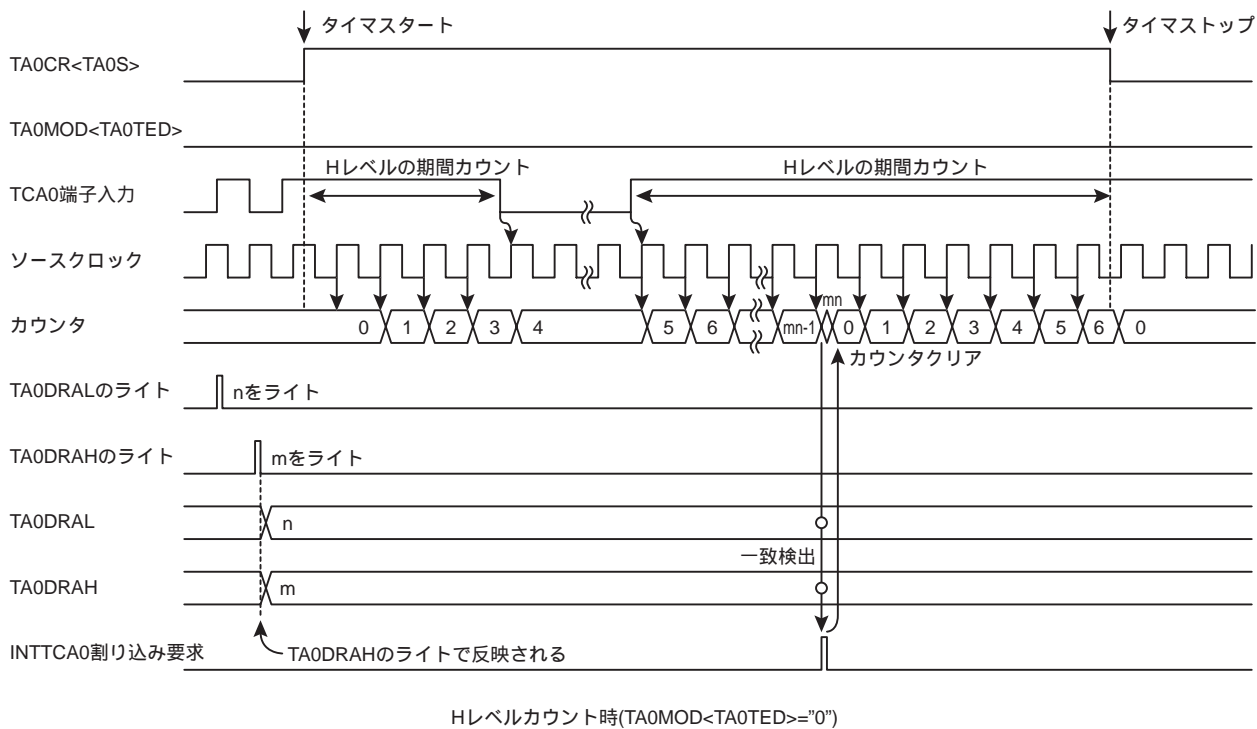 タイマスタート
タイマストップ
TA0CR<TA0S>
TA0MOD<TA0TED>
Hレベルの期間カウント
Hレベルの期間カウント
TCA0端子入力
ソースクロック
カウンタ
0 1 2 3 4 5 6 mn-1 mn 0 1 2 3 4 5 6 0
カウンタクリア
TA0DRALのライト
nをライト
TA0DRAHのライト
mをライト
TA0DRAL
n
一致検出
TA0DRAH
m
INTTCA0割り込み要求
TA0DRAHのライトで反映される
Hレベルカウント時(TA0MOD<TA0TED>="0")